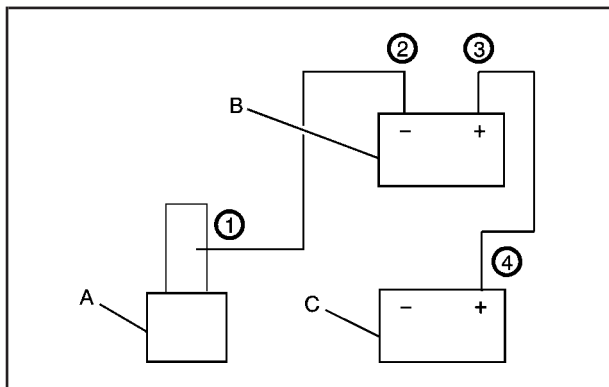 ② ③
B
− +
①
④
A
C
− +